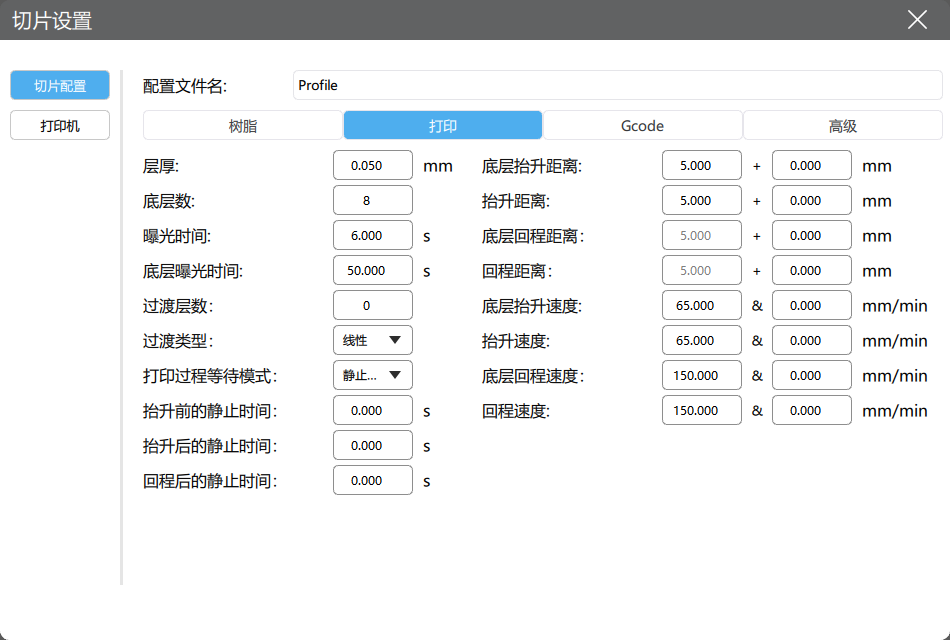 切片设置
切片配置
打印机
配置文件名: Profile
树脂 打印 Gcode 高级
层厚: 0.050 mm 底层抬升距离: 5.000 + 0.000 mm
底层数: 8 抬升距离: 5.000 + 0.000 mm
曝光时间: 6.000 s 底层回程距离: 5.000 + 0.000 mm
底层曝光时间: 50.000 s 回程距离: 5.000 + 0.000 mm
过渡层数: 0 底层抬升速度: 65.000 & 0.000 mm/min
过渡类型: 线性 抬升速度: 65.000 & 0.000 mm/min
打印过程等待模式: 静止... 底层回程速度: 150.000 & 0.000 mm/min
抬升前的静止时间: 0.000 s 回程速度: 150.000 & 0.000 mm/min
抬升后的静止时间: 0.000 s
回程后的静止时间: 0.000 s